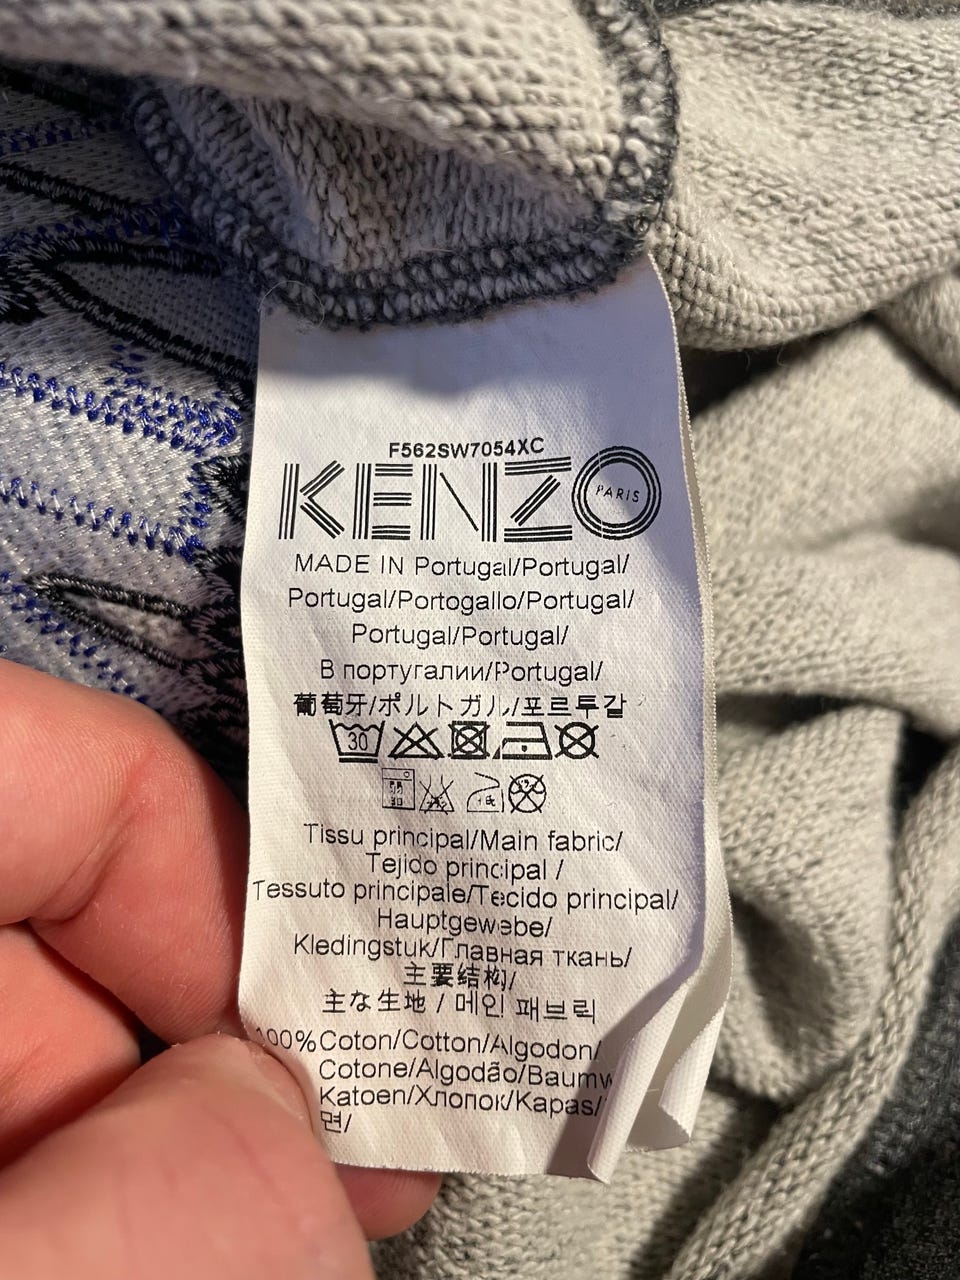 F562SW7054XC
KENZO PARIS
MADE IN Portugal/Portugal/
Portugal/Portogallo/Portugal/
Portugal/Portugal/
В португалии/Portugal/
葡萄牙/ポルトガル/포르투갈
30
Tissu principal/Main fabric/
Tejido principal /
Tessuto principale/Tecido principal/
Hauptgewebe/
Kledingstuk/Главная ткань/
主要结构/
主な生地 / 메인 패브릭
100%Coton/Cotton/Algodon/
Cotone/Algodão/Baumw
Katoen/Хлопок/Kapas/
면/